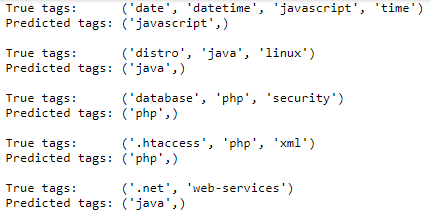 True tags:      ('date', 'datetime', 'javascript', 'time')
Predicted tags: ('javascript',)
True tags:      ('distro', 'java', 'linux')
Predicted tags: ('java',)
True tags:      ('database', 'php', 'security')
Predicted tags: ('php',)
True tags:      ('.htaccess', 'php', 'xml')
Predicted tags: ('php',)
True tags:      ('.net', 'web-services')
Predicted tags: ('java',)